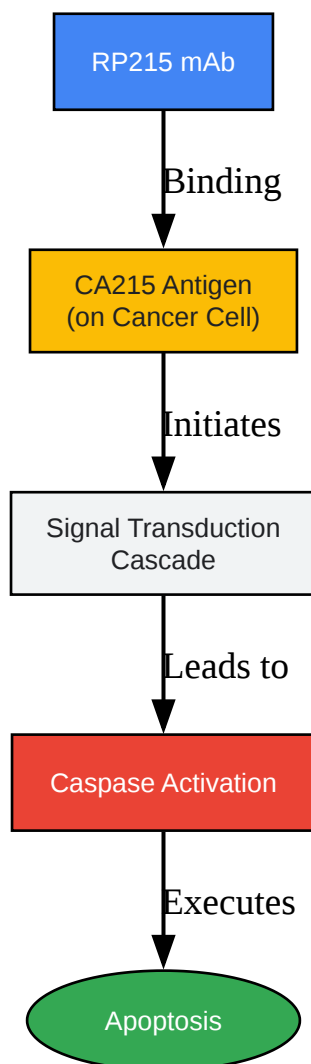 RP215 mAb
Binding
CA215 Antigen
(on Cancer Cell)
Initiates
Signal Transduction
Cascade
Leads to
Caspase Activation
Executes
Apoptosis